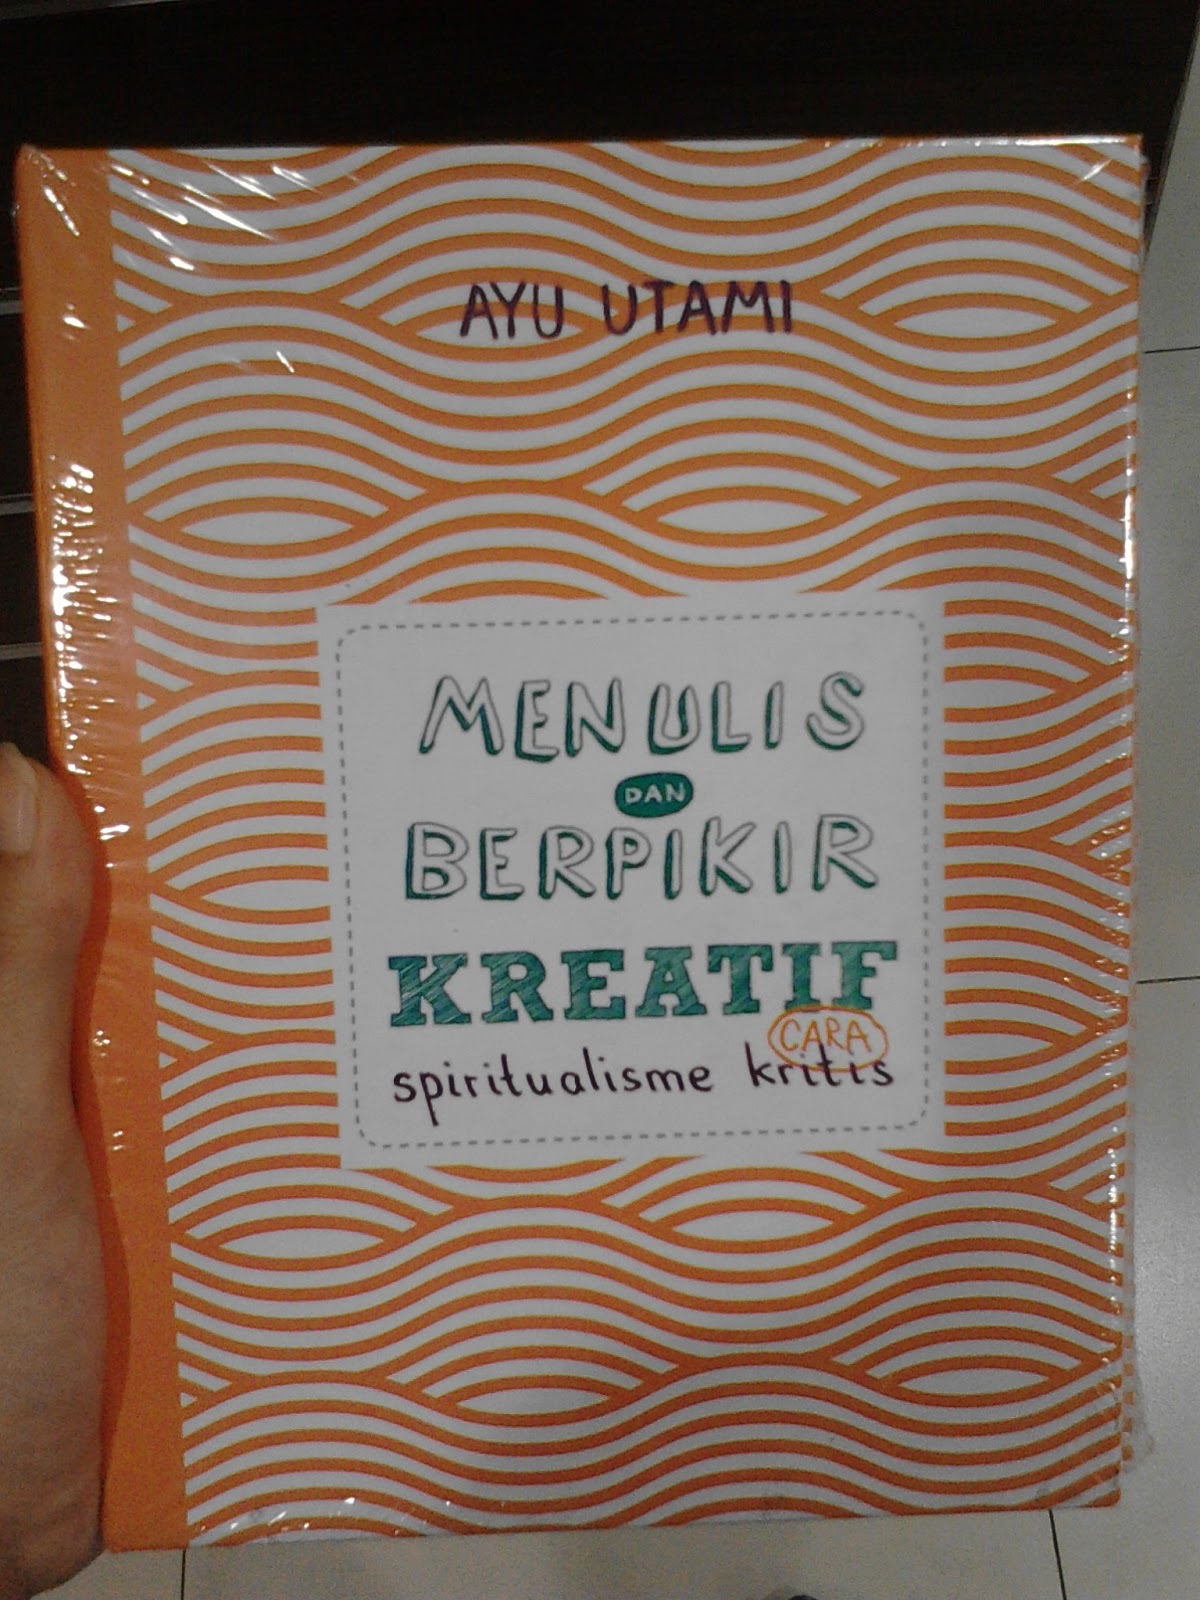 AYU UTAMI
MENULIS
DAN
BERPIKIR
KREATIF
CARA
spiritualisme kritis